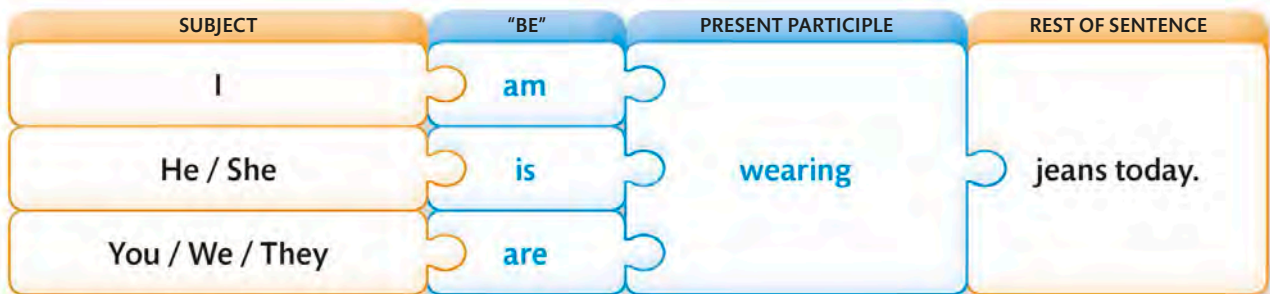 SUBJECT “BE” PRESENT PARTICIPLE REST OF SENTENCE
I am
He / She is wearing jeans today.
You / We / They are